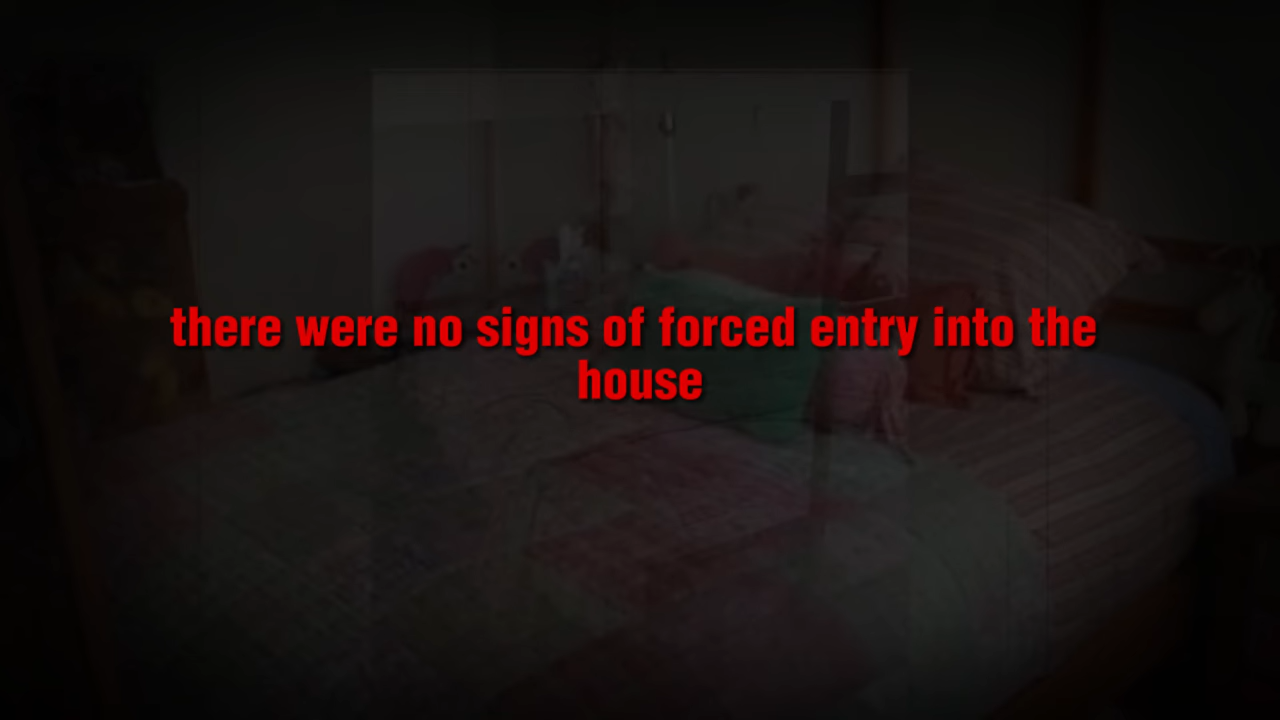 there were no signs of forced entry into the
house